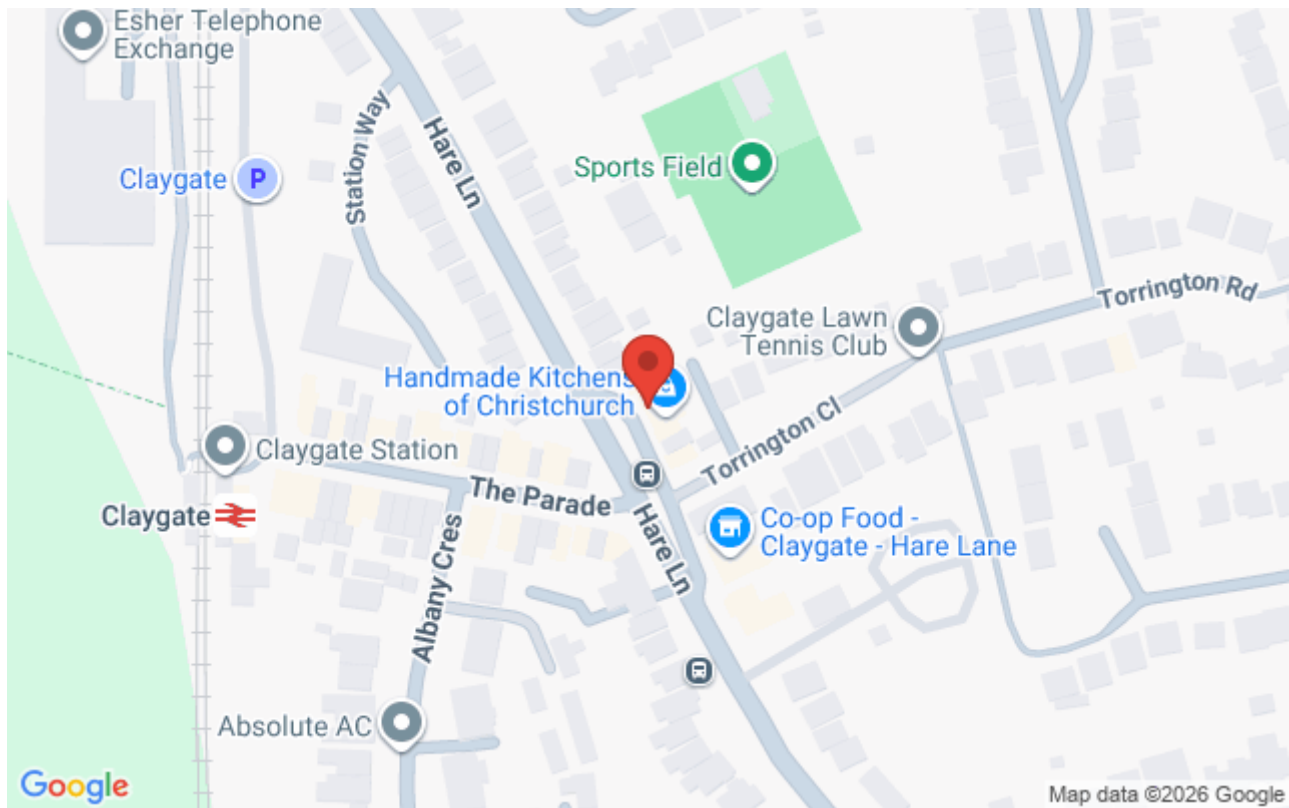 Esher Telephone
Exchange
Station Way
Hare Ln
Sports Field
Claygate
P
Torrington Rd
Claygate Lawn
Tennis Club
Handmade Kitchens
of Christchurch
Torrington Cl
Claygate Station
The Parade
Claygate
Albany Cres
Hare Ln
Co-op Food -
Claygate - Hare Lane
Absolute AC
Google
Map data ©2026 Google